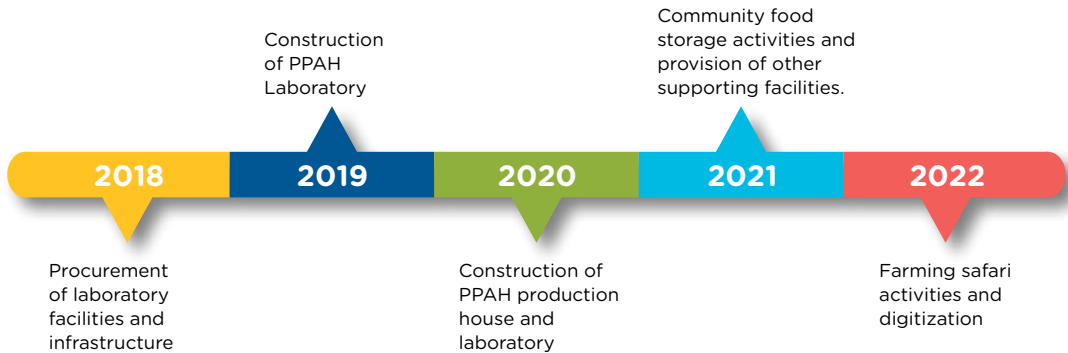 Construction
of PPAH
Laboratory
Community food
storage activities and
provision of other
supporting facilities.
2018
2019
2020
2021
2022
Procurement
of laboratory
facilities and
infrastructure
Construction of
PPAH production
house and
laboratory
Farming safari
activities and
digitization